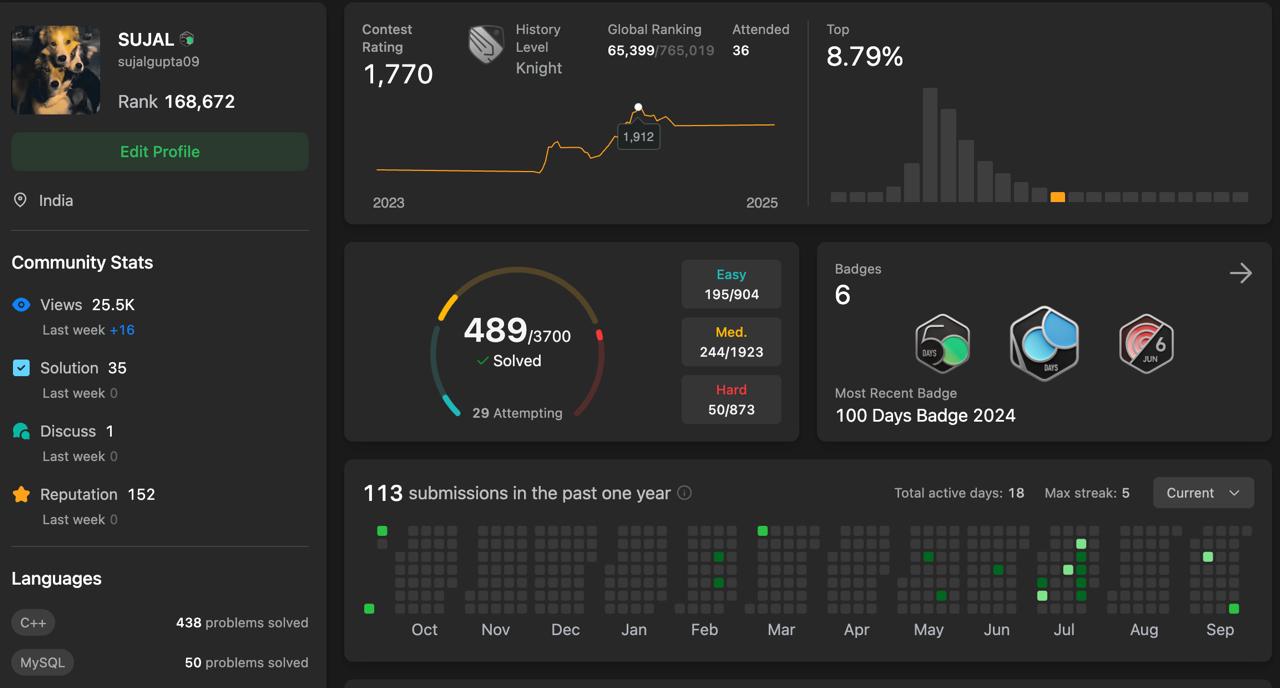 SUJAL
sujalgupta09
Rank 168,672
Edit Profile
India
Community Stats
Views 25.5K
Last week +16
Solution 35
Last week 0
Discuss 1
Last week 0
Reputation 152
Last week 0
Languages
C++ 438 problems solved
MySQL 50 problems solved
Contest
Rating
1,770
History
Level
Knight
Global Ranking
65,399/765,019
Attended
36
1,912
2023 2025
Top
8.79%
489/3700
Solved
29 Attempting
Easy
195/904
Med.
244/1923
Hard
50/873
Badges
6
50
DAYS
DAYS
6
JUN
Most Recent Badge
100 Days Badge 2024
113 submissions in the past one year
Total active days: 18 Max streak: 5 Current
Oct Nov Dec Jan Feb Mar Apr May Jun Jul Aug Sep